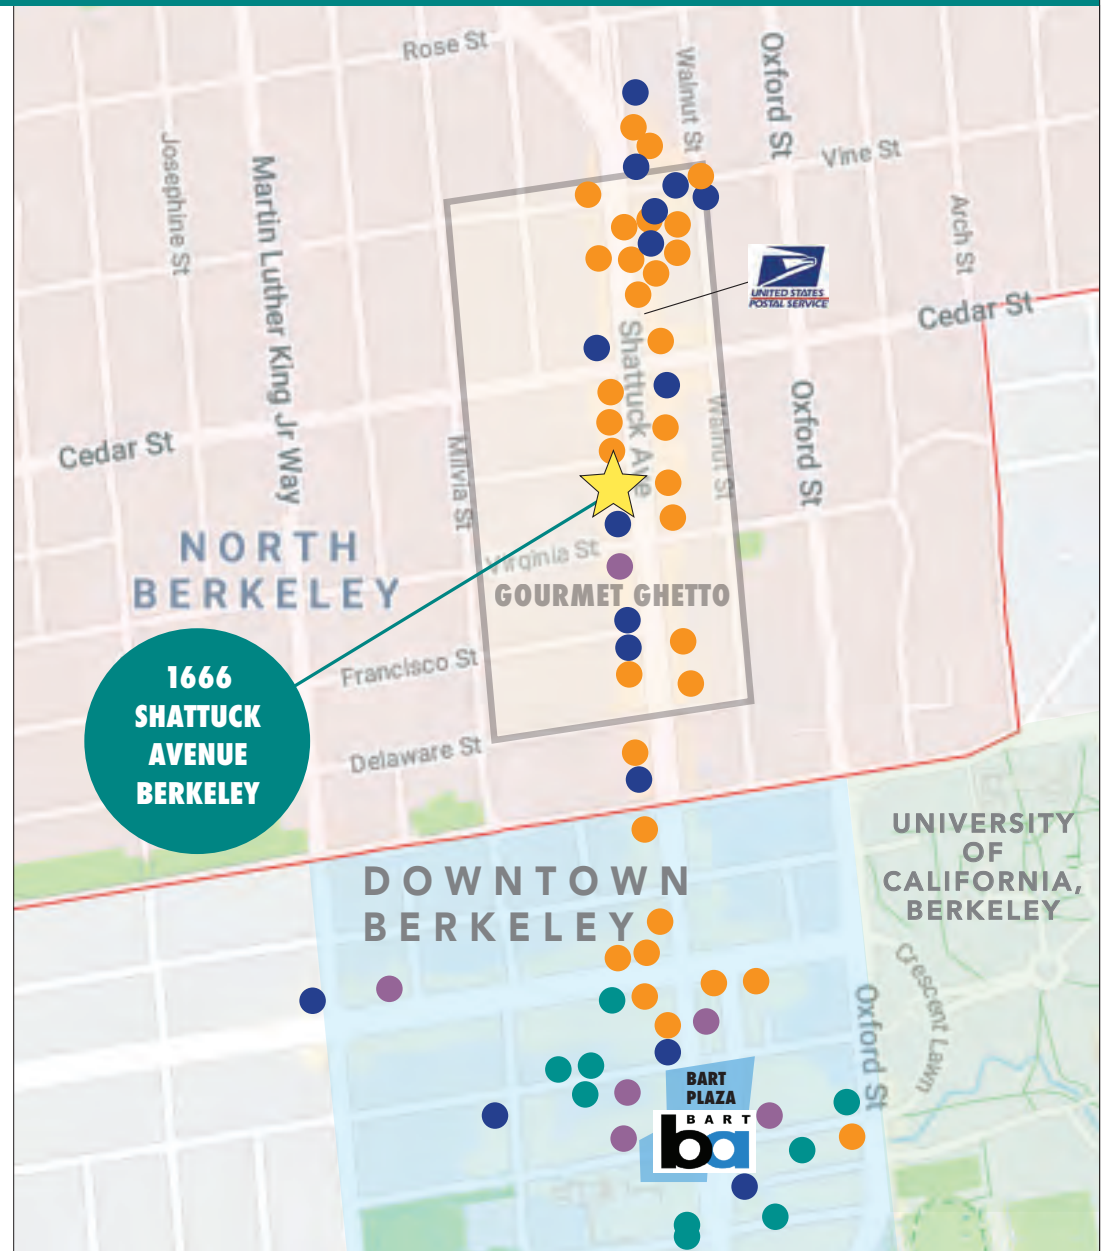 Rose St
Walnut St
Oxford St
Vine St
Josephine St
Martin Luther King Jr Way
Arch St
UNITED STATES
POSTAL SERVICE
Cedar St
Shattuck Ave
Oxford St
Walnut St
Cedar St
Milvia St
NORTH
BERKELEY
Virginia St
GOURMET GHETTO
Francisco St
1666
SHATTUCK
AVENUE
BERKELEY
Delaware St
UNIVERSITY
OF
CALIFORNIA,
BERKELEY
DOWNTOWN
BERKELEY
Crescent Lawn
Oxford St
BART
PLAZA
BART
ba